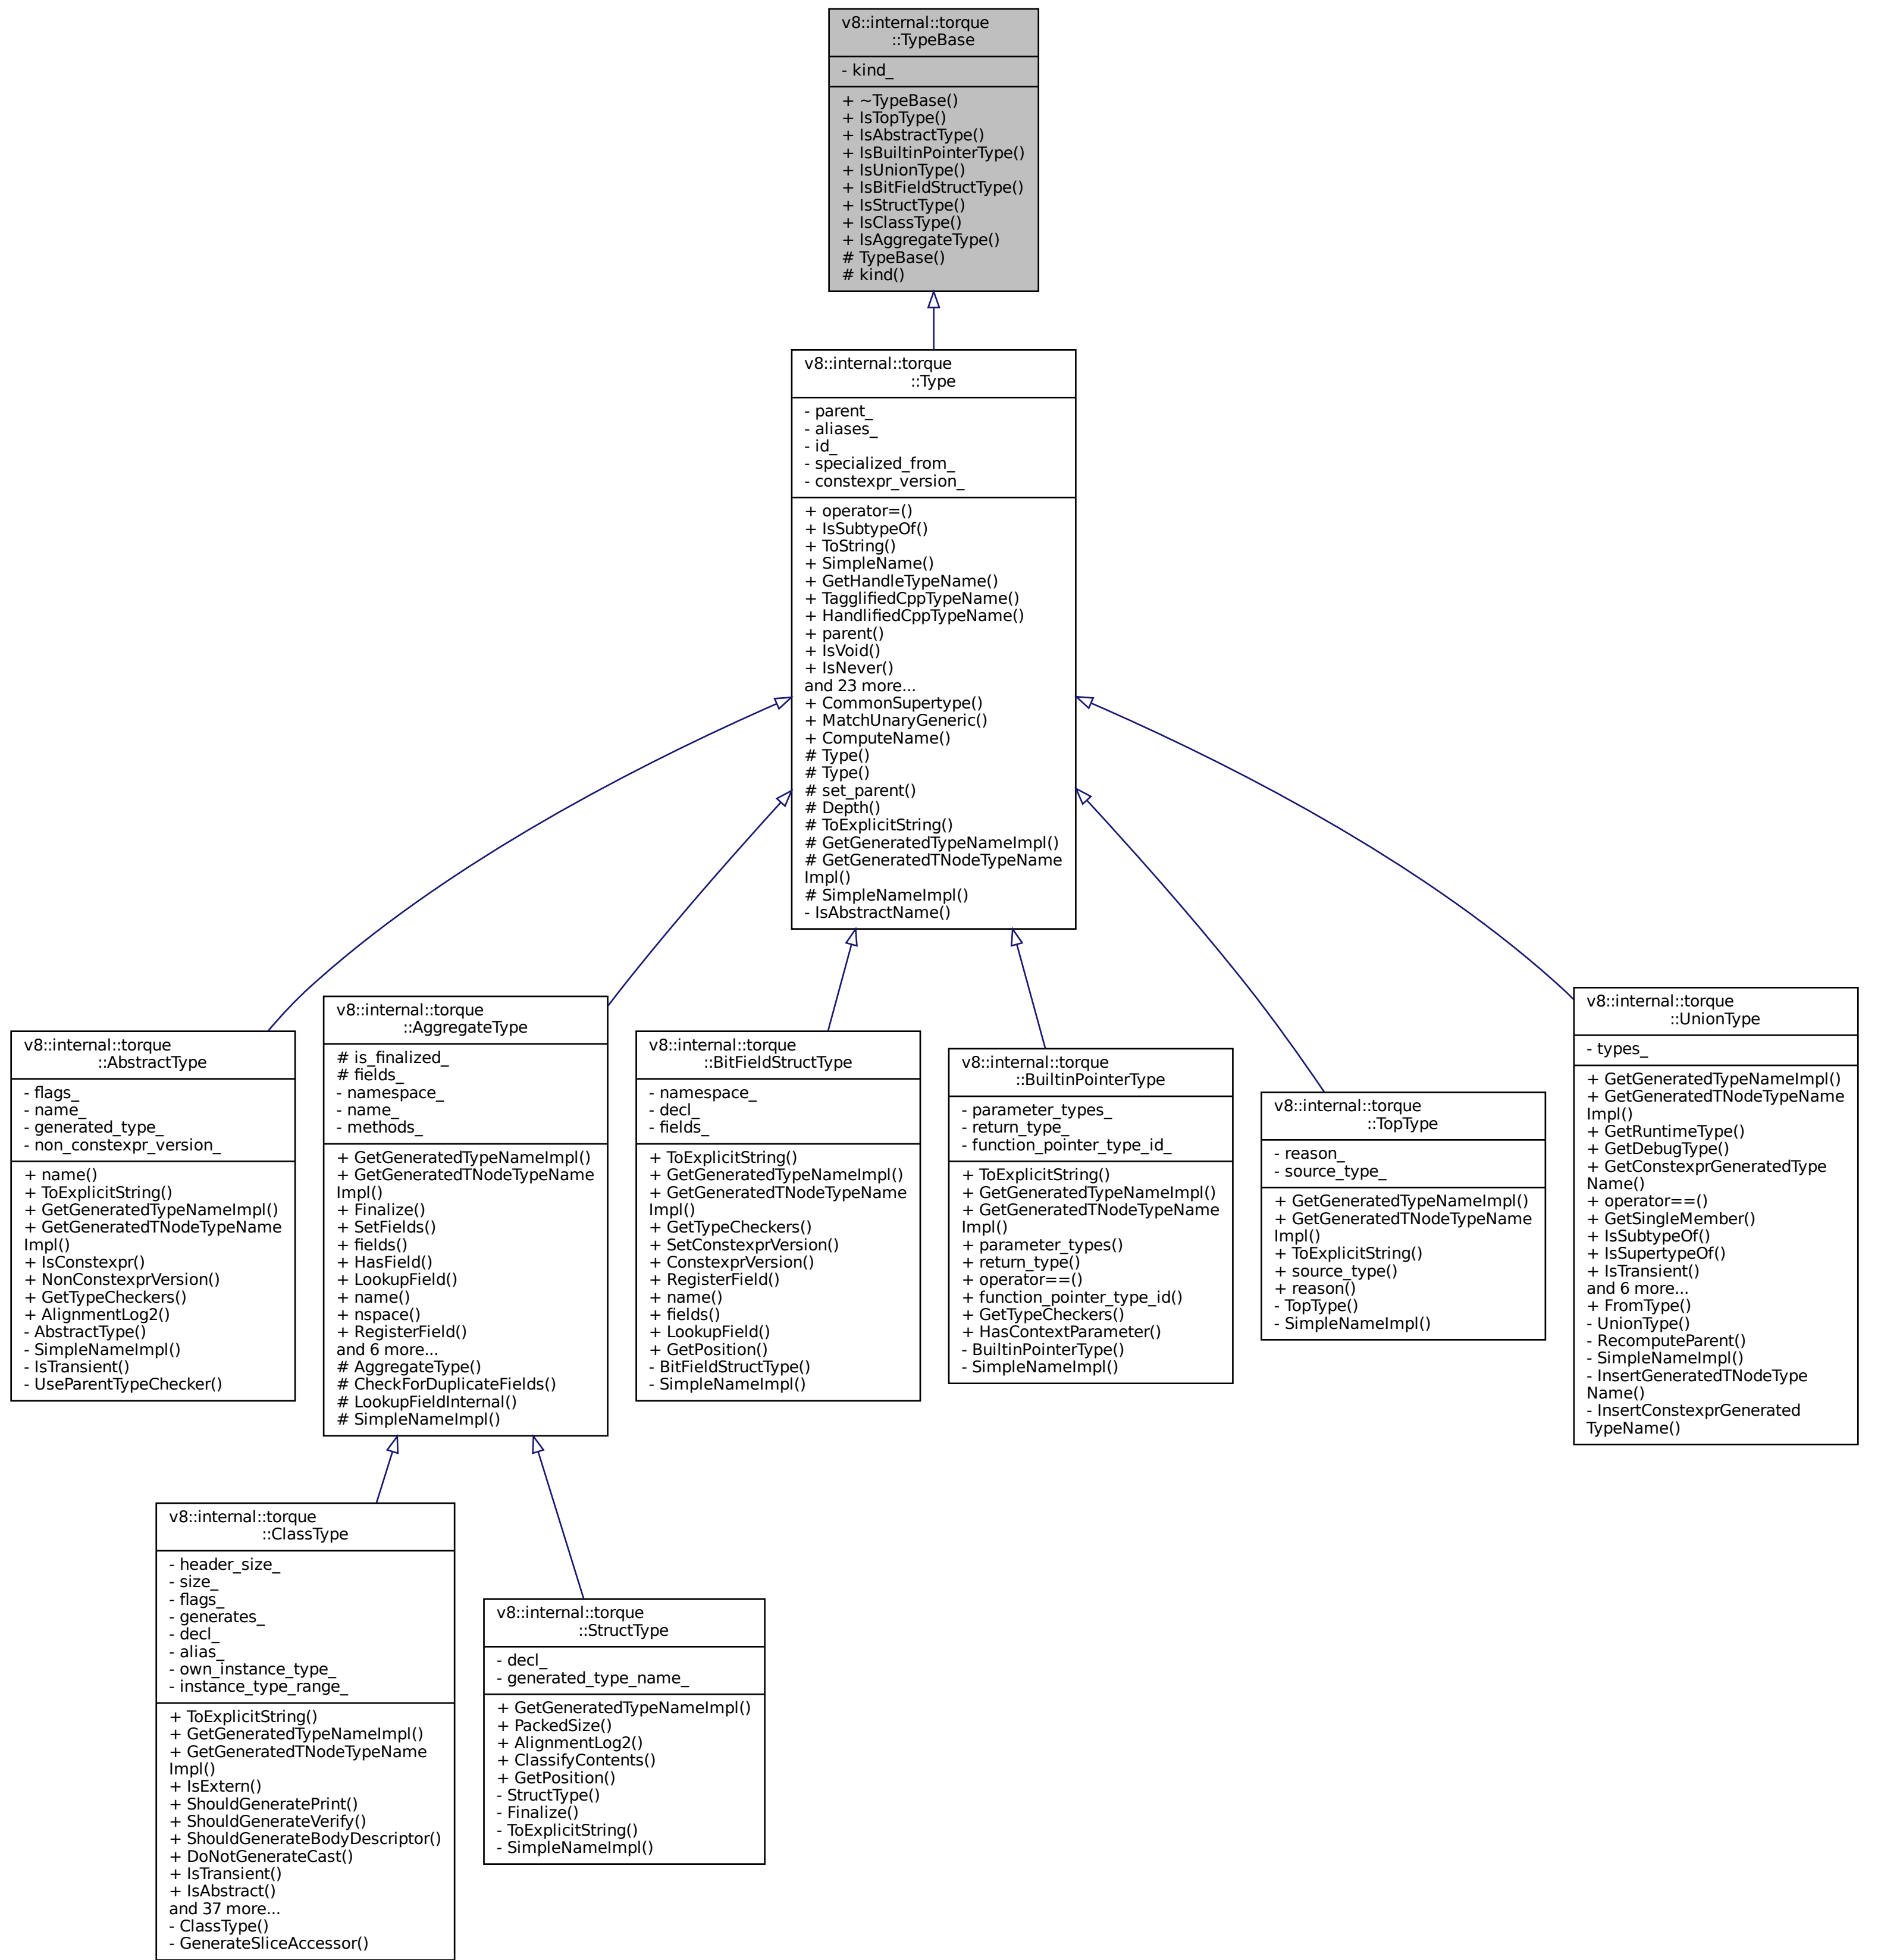 v8::internal::torque
::TypeBase
- kind_
+ ~TypeBase()
+ IsTopType()
+ IsAbstractType()
+ IsBuiltinPointerType()
+ IsUnionType()
+ IsBitFieldStructType()
+ IsStructType()
+ IsClassType()
+ IsAggregateType()
# TypeBase()
# kind()
v8::internal::torque
::Type
- parent_
- aliases_
- id_
- specialized_from_
- constexpr_version_
+ operator=()
+ IsSubtypeOf()
+ ToString()
+ SimpleName()
+ GetHandleTypeName()
+ TagglifiedCppTypeName()
+ HandlifiedCppTypeName()
+ parent()
+ IsVoid()
+ IsNever()
and 23 more...
+ CommonSupertype()
+ MatchUnaryGeneric()
+ ComputeName()
# Type()
# Type()
# set_parent()
# Depth()
# ToExplicitString()
# GetGeneratedTypeNameImpl()
# GetGeneratedTNodeTypeName
Impl()
# SimpleNameImpl()
- IsAbstractName()
v8::internal::torque
::AbstractType
- flags_
- name_
- generated_type_
- non_constexpr_version_
+ name()
+ ToExplicitString()
+ GetGeneratedTypeNameImpl()
+ GetGeneratedTNodeTypeName
Impl()
+ IsConstexpr()
+ NonConstexprVersion()
+ GetTypeCheckers()
+ AlignmentLog2()
- AbstractType()
- SimpleNameImpl()
- IsTransient()
- UseParentTypeChecker()
v8::internal::torque
::AggregateType
# is_finalized_
# fields_
- namespace_
- name_
- methods_
+ GetGeneratedTypeNameImpl()
+ GetGeneratedTNodeTypeName
Impl()
+ Finalize()
+ SetFields()
+ fields()
+ HasField()
+ LookupField()
+ name()
+ nspace()
+ RegisterField()
and 6 more...
# AggregateType()
# CheckForDuplicateFields()
# LookupFieldInternal()
# SimpleNameImpl()
v8::internal::torque
::BitFieldStructType
- namespace_
- decl_
- fields_
+ ToExplicitString()
+ GetGeneratedTypeNameImpl()
+ GetGeneratedTNodeTypeName
Impl()
+ GetTypeCheckers()
+ SetConstexprVersion()
+ ConstexprVersion()
+ RegisterField()
+ name()
+ fields()
+ LookupField()
+ GetPosition()
- BitFieldStructType()
- SimpleNameImpl()
v8::internal::torque
::BuiltinPointerType
- parameter_types_
- return_type_
- function_pointer_type_id_
+ ToExplicitString()
+ GetGeneratedTypeNameImpl()
+ GetGeneratedTNodeTypeName
Impl()
+ parameter_types()
+ return_type()
+ operator==()
+ function_pointer_type_id()
+ GetTypeCheckers()
+ HasContextParameter()
- BuiltinPointerType()
- SimpleNameImpl()
v8::internal::torque
::TopType
- reason_
- source_type_
+ GetGeneratedTypeNameImpl()
+ GetGeneratedTNodeTypeName
Impl()
+ ToExplicitString()
+ source_type()
+ reason()
- TopType()
- SimpleNameImpl()
v8::internal::torque
::UnionType
- types_
+ GetGeneratedTypeNameImpl()
+ GetGeneratedTNodeTypeName
Impl()
+ GetRuntimeType()
+ GetDebugType()
+ GetConstexprGeneratedType
Name()
+ operator==()
+ GetSingleMember()
+ IsSubtypeOf()
+ IsSupertypeOf()
+ IsTransient()
and 6 more...
+ FromType()
- UnionType()
- RecomputeParent()
- SimpleNameImpl()
- InsertGeneratedTNodeType
Name()
- InsertConstexprGenerated
TypeName()
v8::internal::torque
::ClassType
- header_size_
- size_
- flags_
- generates_
- decl_
- alias_
- own_instance_type_
- instance_type_range_
+ ToExplicitString()
+ GetGeneratedTypeNameImpl()
+ GetGeneratedTNodeTypeName
Impl()
+ IsExtern()
+ ShouldGeneratePrint()
+ ShouldGenerateVerify()
+ ShouldGenerateBodyDescriptor()
+ DoNotGenerateCast()
+ IsTransient()
+ IsAbstract()
and 37 more...
- ClassType()
- GenerateSliceAccessor()
v8::internal::torque
::StructType
- decl_
- generated_type_name_
+ GetGeneratedTypeNameImpl()
+ PackedSize()
+ AlignmentLog2()
+ ClassifyContents()
+ GetPosition()
- StructType()
- Finalize()
- ToExplicitString()
- SimpleNameImpl()